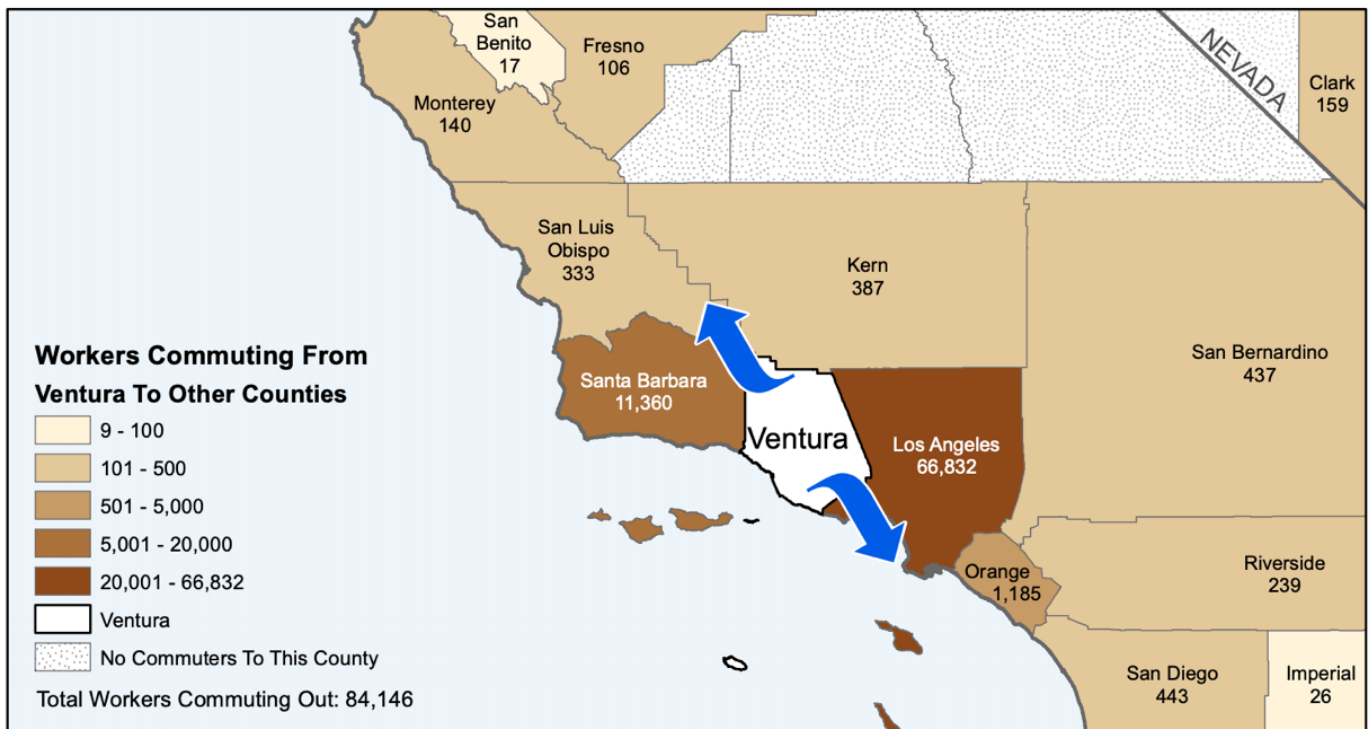 San
Benito
17
Fresno
106
NEVADA
Clark
159
Monterey
140
San Luis
Obispo
333
Kern
387
San Bernardino
437
Santa Barbara
11,360
Ventura
Los Angeles
66,832
Orange
1,185
Riverside
239
San Diego
443
Imperial
26
Workers Commuting From
Ventura To Other Counties
9 - 100
101 - 500
501 - 5,000
5,001 - 20,000
20,001 - 66,832
Ventura
No Commuters To This County
Total Workers Commuting Out: 84,146